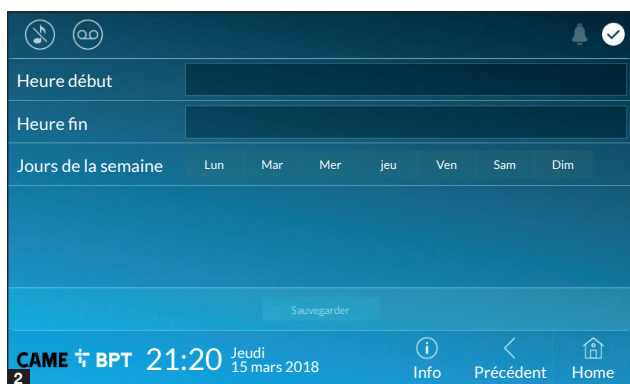 Heure début
Heure fin
Jours de la semaine Lun Mar Mer jeu Ven Sam Dim
Sauvegarder
CAME BPT 21:20 Jeudi
15 mars 2018
Info Précédent Home
2